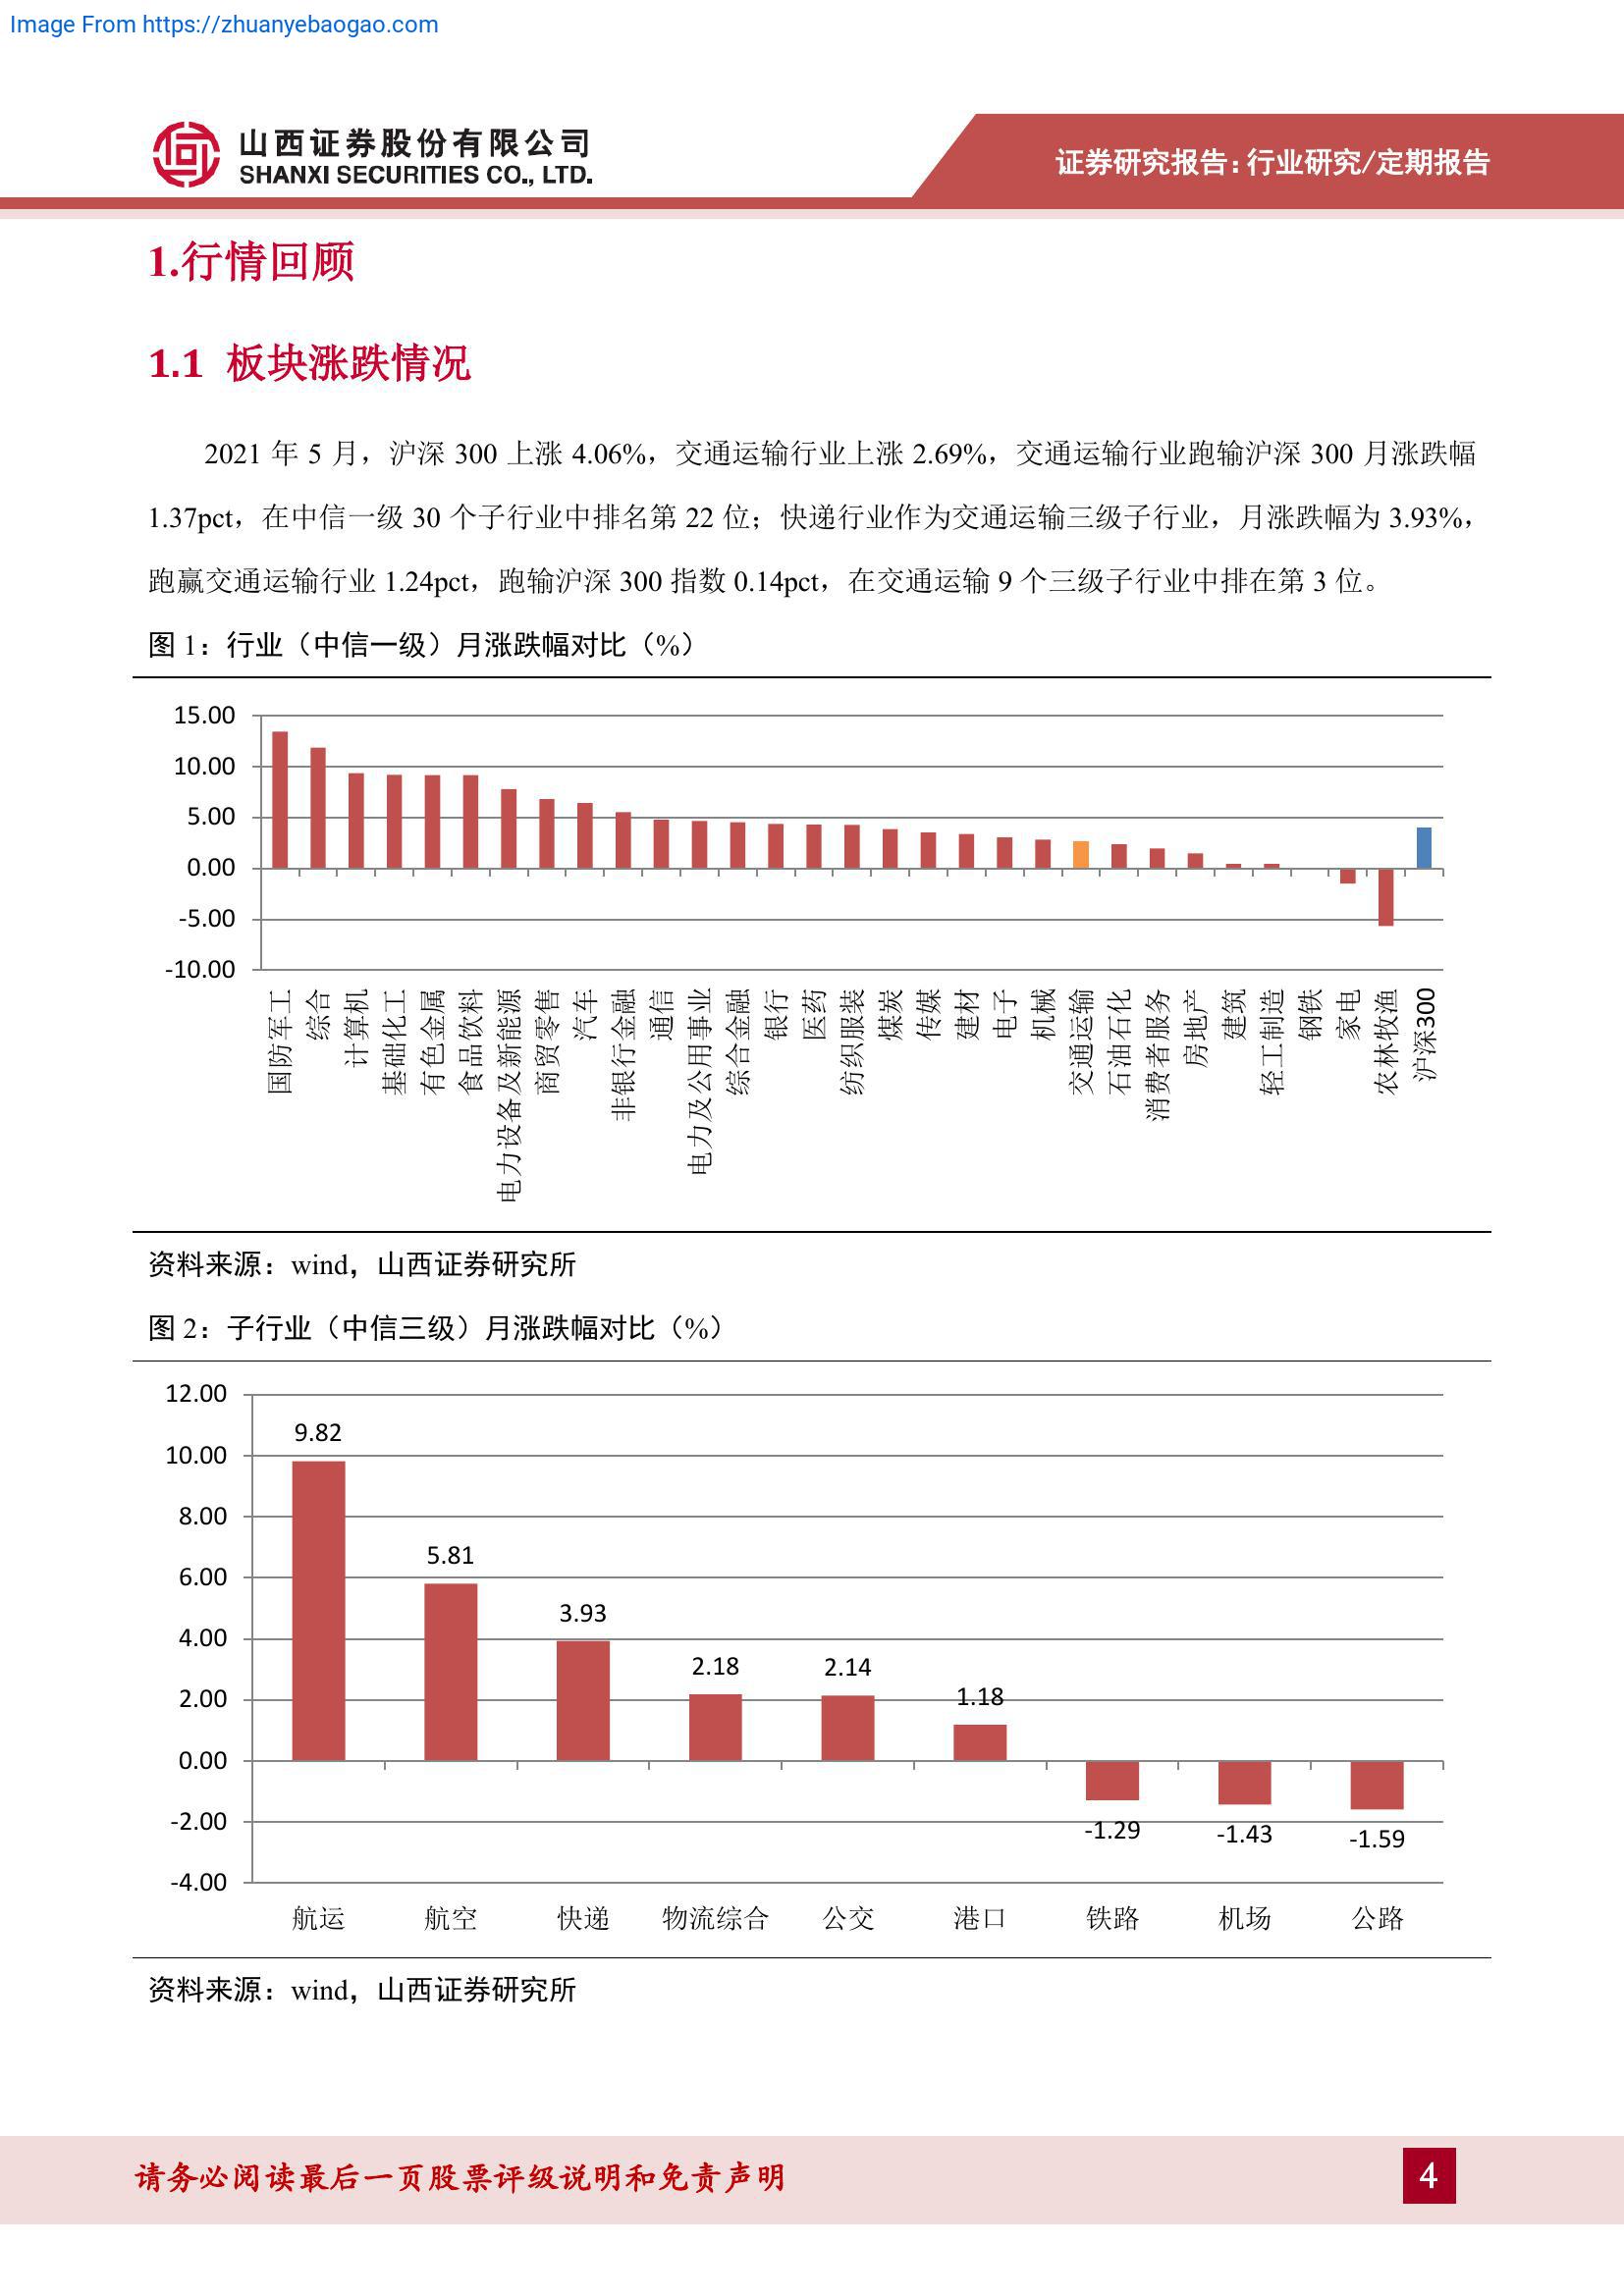 Image From https://zhuanyebaogao.com
山西证券股份有限公司
SHANXI SECURITIES CO., LTD.
证券研究报告:行业研究/定期报告
1.行情回顾
1.1 板块涨跌情况
2021 年 5 月，沪深 300 上涨 4.06%，交通运输行业上涨 2.69%，交通运输行业跑输沪深 300 月涨跌幅
1.37pct，在中信一级 30 个子行业中排名第 22 位；快递行业作为交通运输三级子行业，月涨跌幅为 3.93%，
跑赢交通运输行业 1.24pct，跑输沪深 300 指数 0.14pct，在交通运输 9 个三级子行业中排在第 3 位。
图 1：行业（中信一级）月涨跌幅对比（%）
15.00
10.00
5.00
0.00
-5.00
-10.00
国防军工
综合
计算机
基础化工
有色金属
食品饮料
电力设备及新能源
商贸零售
汽车
非银行金融
通信
电力及公用事业
综合金融
银行
医药
纺织服装
煤炭
传媒
建材
电子
机械
交通运输
石油石化
消费者服务
房地产
建筑
轻工制造
钢铁
家电
农林牧渔
沪深300
资料来源：wind，山西证券研究所
图 2：子行业（中信三级）月涨跌幅对比（%）
12.00
10.00
8.00
6.00
4.00
2.00
0.00
-2.00
-4.00
9.82
5.81
3.93
2.18
2.14
1.18
-1.29
-1.43
-1.59
航运
航空
快递
物流综合
公交
港口
铁路
机场
公路
资料来源：wind，山西证券研究所
请务必阅读最后一页股票评级说明和免责声明
4